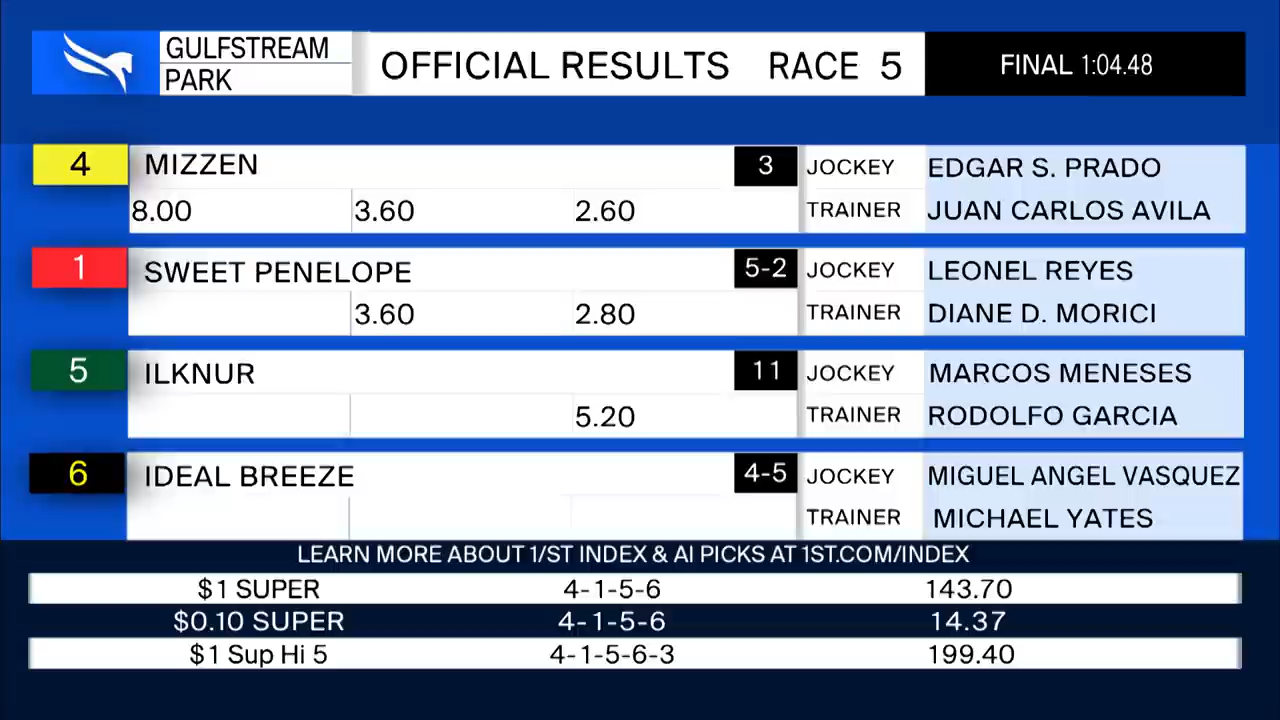 GULFSTREAM
PARK
OFFICIAL RESULTS RACE 5
FINAL 1:04.48
4 MIZZEN 3 JOCKEY EDGAR S. PRADO
8.00 3.60 2.60 TRAINER JUAN CARLOS AVILA
1 SWEET PENELOPE 5-2 JOCKEY LEONEL REYES
3.60 2.80 TRAINER DIANE D. MORICI
5 ILKNUR 11 JOCKEY MARCOS MENESES
5.20 TRAINER RODOLFO GARCIA
6 IDEAL BREEZE 4-5 JOCKEY MIGUEL ANGEL VASQUEZ
TRAINER MICHAEL YATES
LEARN MORE ABOUT 1/ST INDEX & AI PICKS AT 1ST.COM/INDEX
$1 SUPER 4-1-5-6 143.70
$0.10 SUPER 4-1-5-6 14.37
$1 Sup Hi 5 4-1-5-6-3 199.40